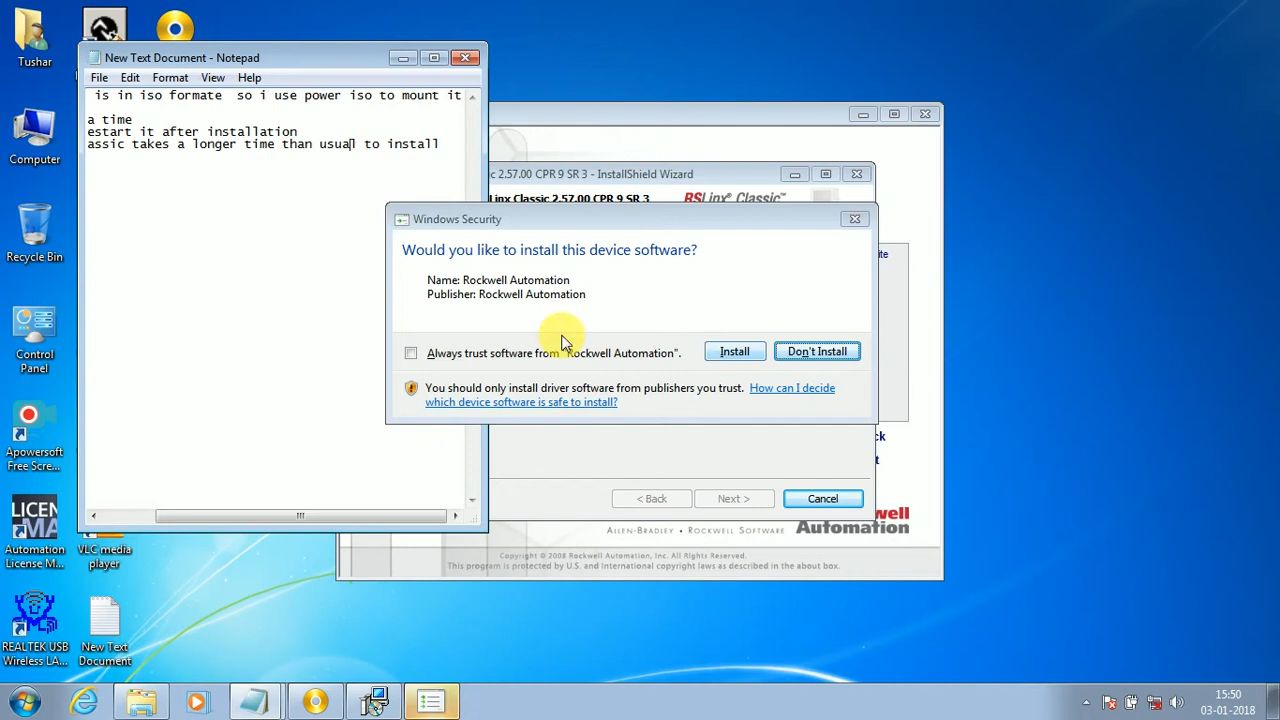 Tushar
Computer
Recycle Bin
Control
Panel
Apowersoft
Free Scre...
LICEN
MA
Automation
License M...
VLC media
player
REALTEK USB
Wireless LA...
New Text
Document
New Text Document - Notepad
File Edit Format View Help
is in iso formate so i use power iso to mount it
a time
estart it after installation
assic takes a longer time than usual to install
c 2.57.00 CPR 9 SR 3 - InstallShield Wizard
Linx Classic 2.57.00 CPR 9 SR 3
RSLinx Classic™
Windows Security
Would you like to install this device software?
Name: Rockwell Automation
Publisher: Rockwell Automation
Always trust software from "Rockwell Automation".
Install
Don't Install
You should only install driver software from publishers you trust. How can I decide
which device software is safe to install?
ite
ck
t
< Back
Next >
Cancel
ALLEN-BRADLEY • ROCKWELL SOFTWARE
well
Automation
Copyright © 2008 Rockwell Automation, Inc. All Rights Reserved.
This program is protected by U.S. and International copyright laws as described in the about box.
15:50
03-01-2018